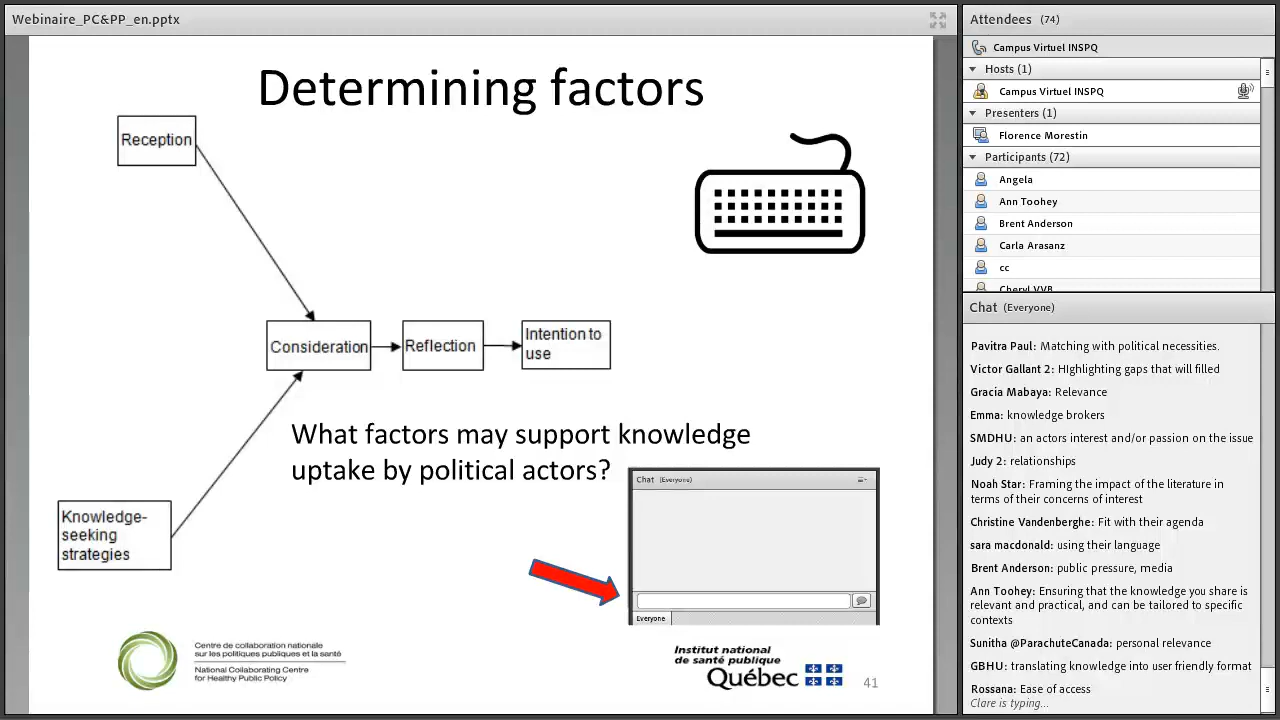 Webinaire_PC&PP_en.pptx
Determining factors
Reception
Consideration
Reflection
Intention to
use
What factors may support knowledge
uptake by political actors?
Knowledge-
seeking
strategies
Chat (Everyone)
Everyone
Centre de collaboration nationale
sur les politiques publiques et la santé
National Collaborating Centre
for Healthy Public Policy
Institut national
de santé publique
Québec
41
Attendees (74)
Campus Virtuel INSPQ
Hosts (1)
Campus Virtuel INSPQ
Presenters (1)
Florence Morestin
Participants (72)
Angela
Ann Toohey
Brent Anderson
Carla Arasanz
cc
Cheryl VVB
Chat (Everyone)
Pavitra Paul: Matching with political necessities.
Victor Gallant 2: HIghlighting gaps that will filled
Gracia Mabaya: Relevance
Emma: knowledge brokers
SMDHU: an actors interest and/or passion on the issue
Judy 2: relationships
Noah Star: Framing the impact of the literature in
terms of their concerns of interest
Christine Vandenberghe: Fit with their agenda
sara macdonald: using their language
Brent Anderson: public pressure, media
Ann Toohey: ensuring that the knowledge you share is
relevant and practical, and can be tailored to specific
contexts
Sunitha @ParachuteCanada: personal relevance
GBHU: translating knowledge into user friendly format
Rossana: Ease of access
Clare is typing...